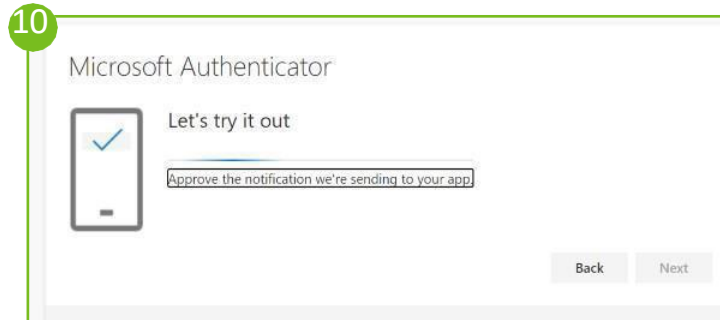 10
Microsoft Authenticator
Let's try it out
Approve the notification we're sending to your app.
Back
Next